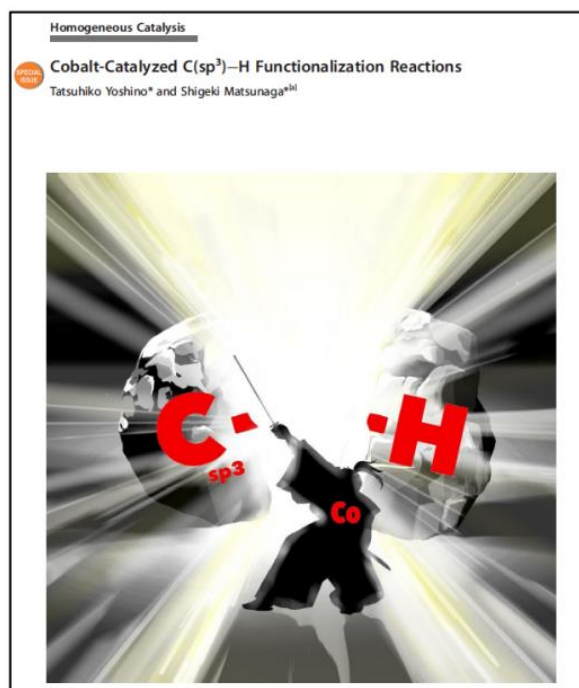 Homogeneous Catalysis
SPECIAL
ISSUE
Cobalt-Catalyzed C(sp³)–H Functionalization Reactions
Tatsuhiko Yoshino* and Shigeki Matsunaga*[a]
C- -H
sp3
Co